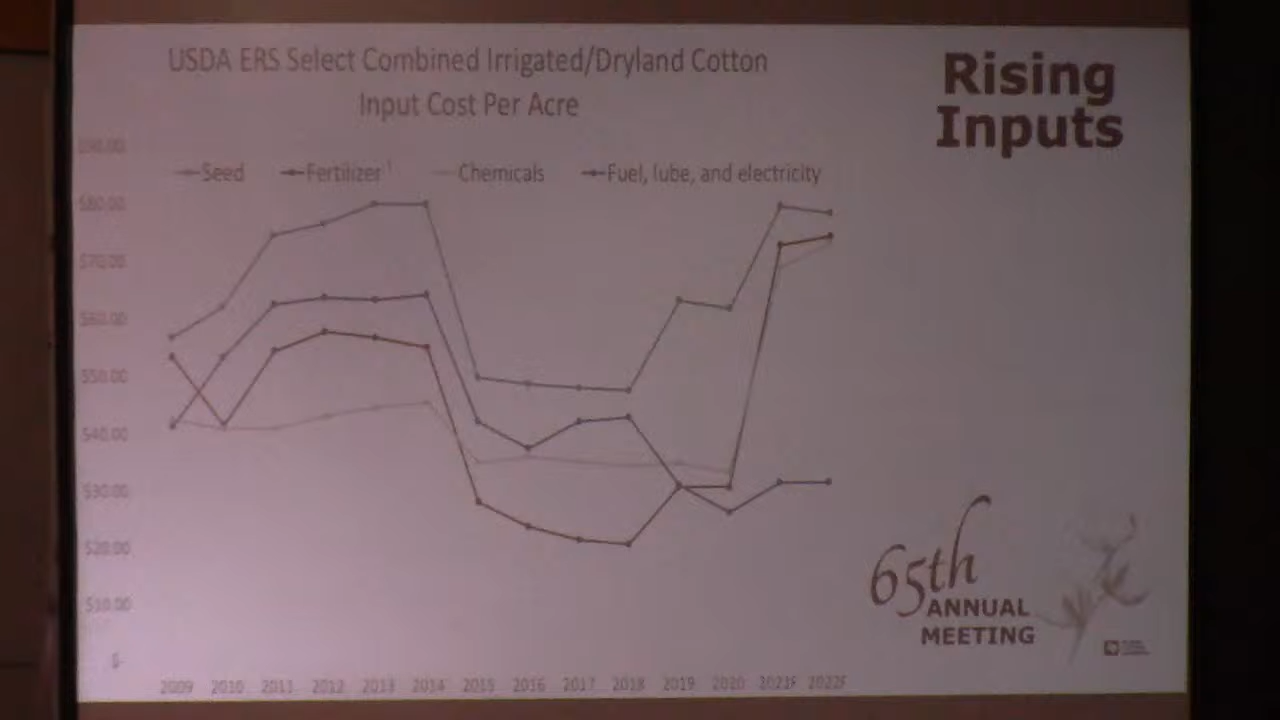 USDA ERS Select Combined Irrigated/Dryland Cotton
Input Cost Per Acre
Rising
Inputs
$90.00
Seed Fertilizer¹ Chemicals Fuel, lube, and electricity
$80.00
$70.00
$60.00
$50.00
$40.00
$30.00
$20.00
$10.00
$-
2009 2010 2011 2012 2013 2014 2015 2016 2017 2018 2019 2020 2021F 2022F
65th
ANNUAL
MEETING